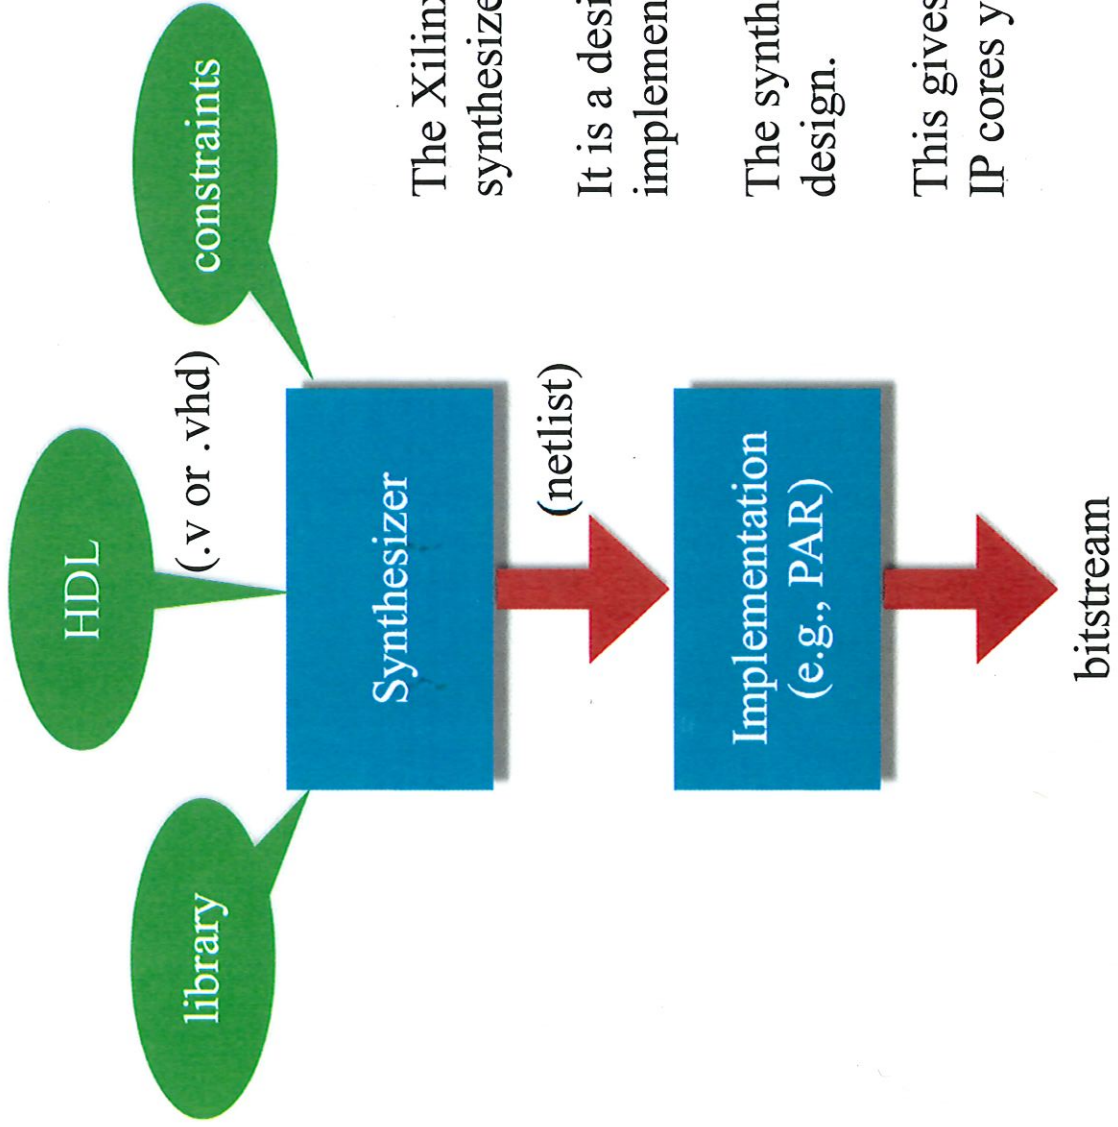 HDL
library
(.v or .vhd)
constraints
Synthesizer
(netlist)
Implementation
(e.g., PAR)
bitstream
The Xilinx
synthesize
It is a desi
implemen
The synth
design.
This gives
IP cores y